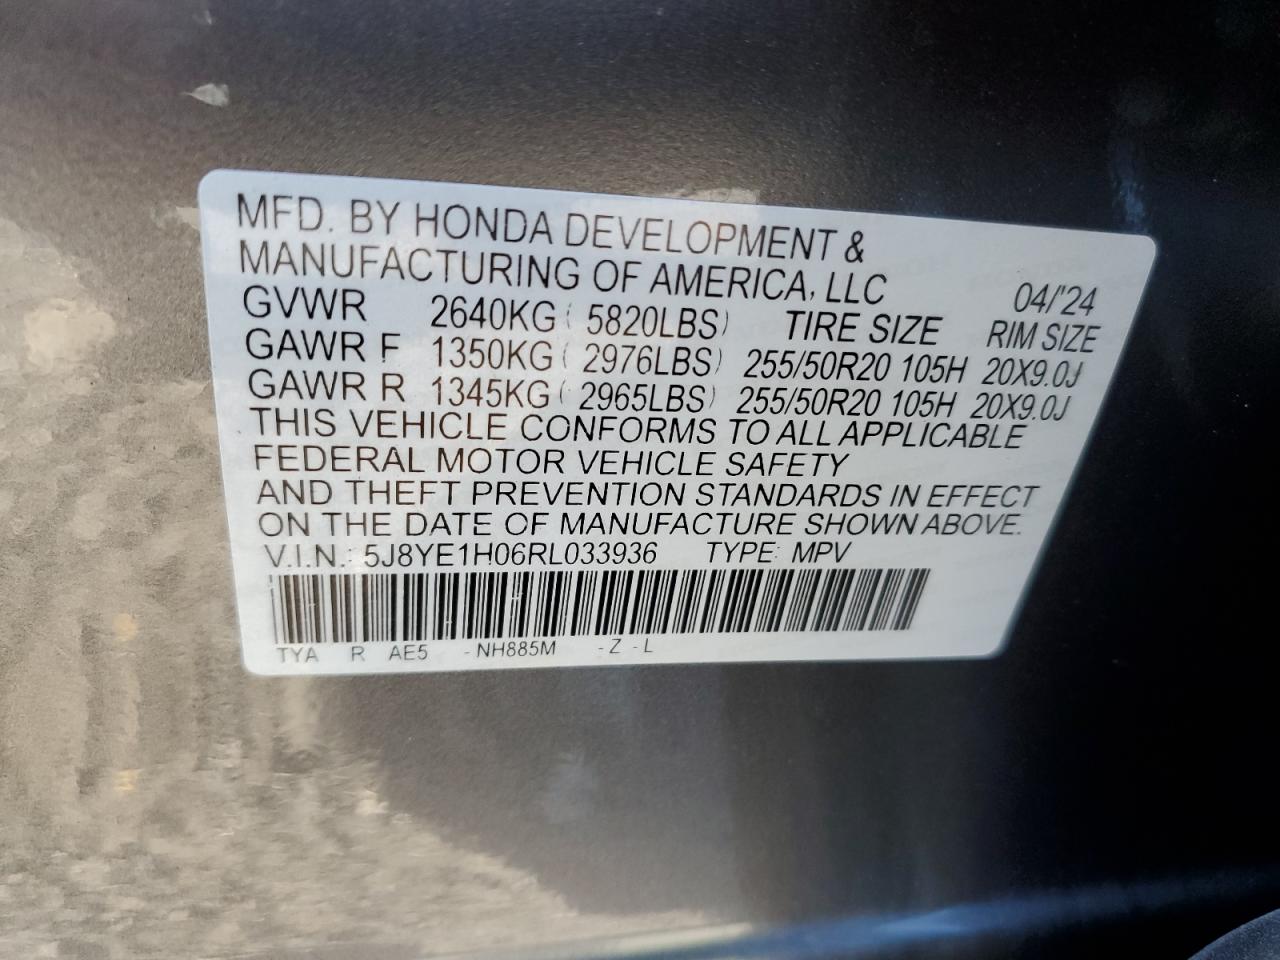 MFD. BY HONDA DEVELOPMENT &
MANUFACTURING OF AMERICA, LLC 04/'24
GVWR 2640KG ( 5820LBS) TIRE SIZE RIM SIZE
GAWR F 1350KG ( 2976LBS) 255/50R20 105H 20X9.0J
GAWR R 1345KG ( 2965LBS) 255/50R20 105H 20X9.0J
THIS VEHICLE CONFORMS TO ALL APPLICABLE
FEDERAL MOTOR VEHICLE SAFETY
AND THEFT PREVENTION STANDARDS IN EFFECT
ON THE DATE OF MANUFACTURE SHOWN ABOVE.
V.I.N.: 5J8YE1H06RL033936 TYPE: MPV
TYA R AE5 - NH885M - Z - L